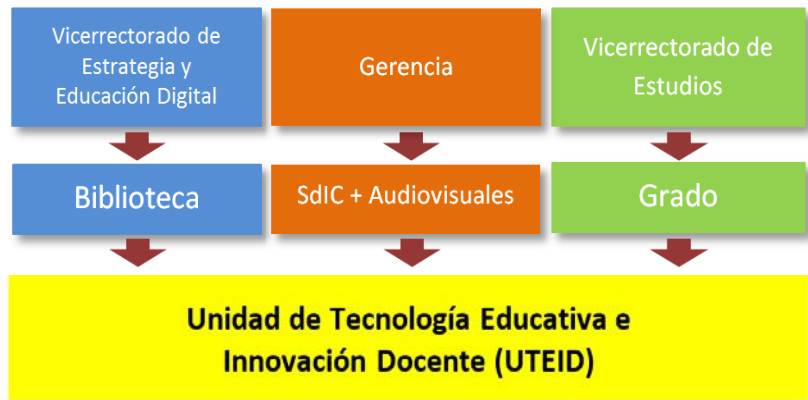 Vicerrectorado de
Estrategia y
Educación Digital
Gerencia
Vicerrectorado de
Estudios
Biblioteca
SdIC + Audiovisuales
Grado
Unidad de Tecnología Educativa e
Innovación Docente (UTEID)